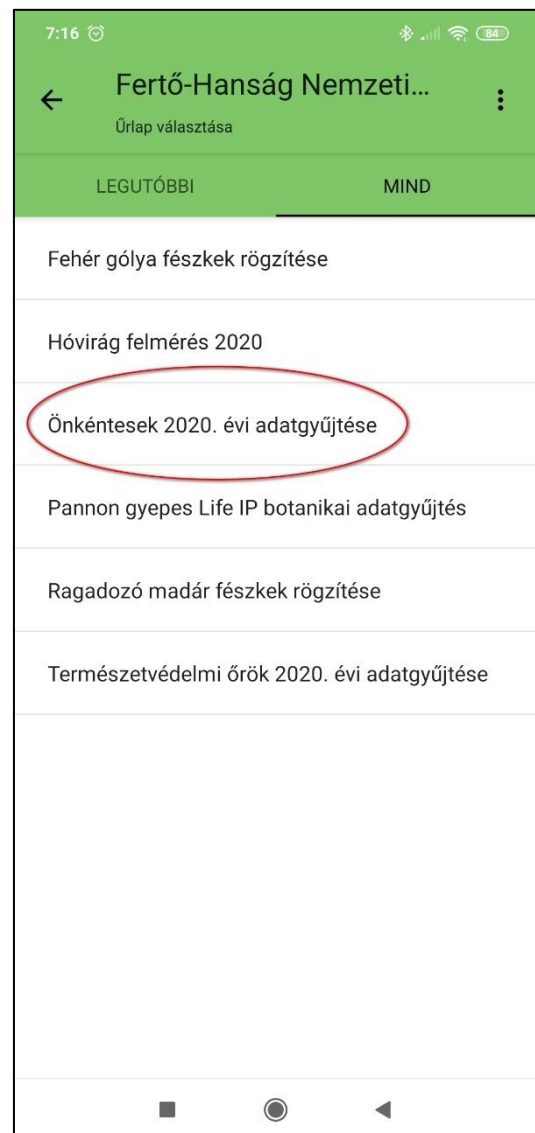 7:16
84
Fertő-Hanság Nemzeti...
Űrlap választása
LEGUTÓBBI
MIND
Fehér gólya fészkek rögzítése
Hóvirág felmérés 2020
Önkéntesek 2020. évi adatgyűjtése
Pannon gyepes Life IP botanikai adatgyűjtés
Ragadozó madár fészkek rögzítése
Természetvédelmi őrök 2020. évi adatgyűjtése